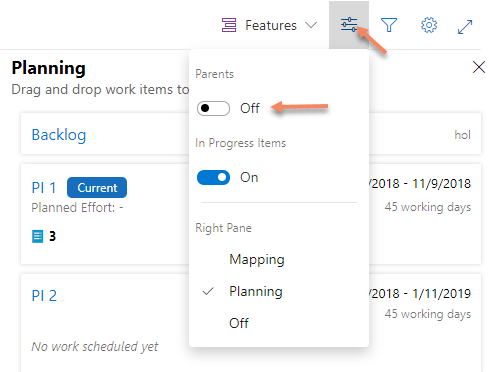 Features
Planning
Drag and drop work items to
Parents
Off
In Progress Items
On
Right Pane
Mapping
Planning
Off
Backlog
hol
PI 1 Current
/2018 - 11/9/2018
Planned Effort: -
45 working days
3
PI 2
/2018 - 1/11/2019
45 working days
No work scheduled yet